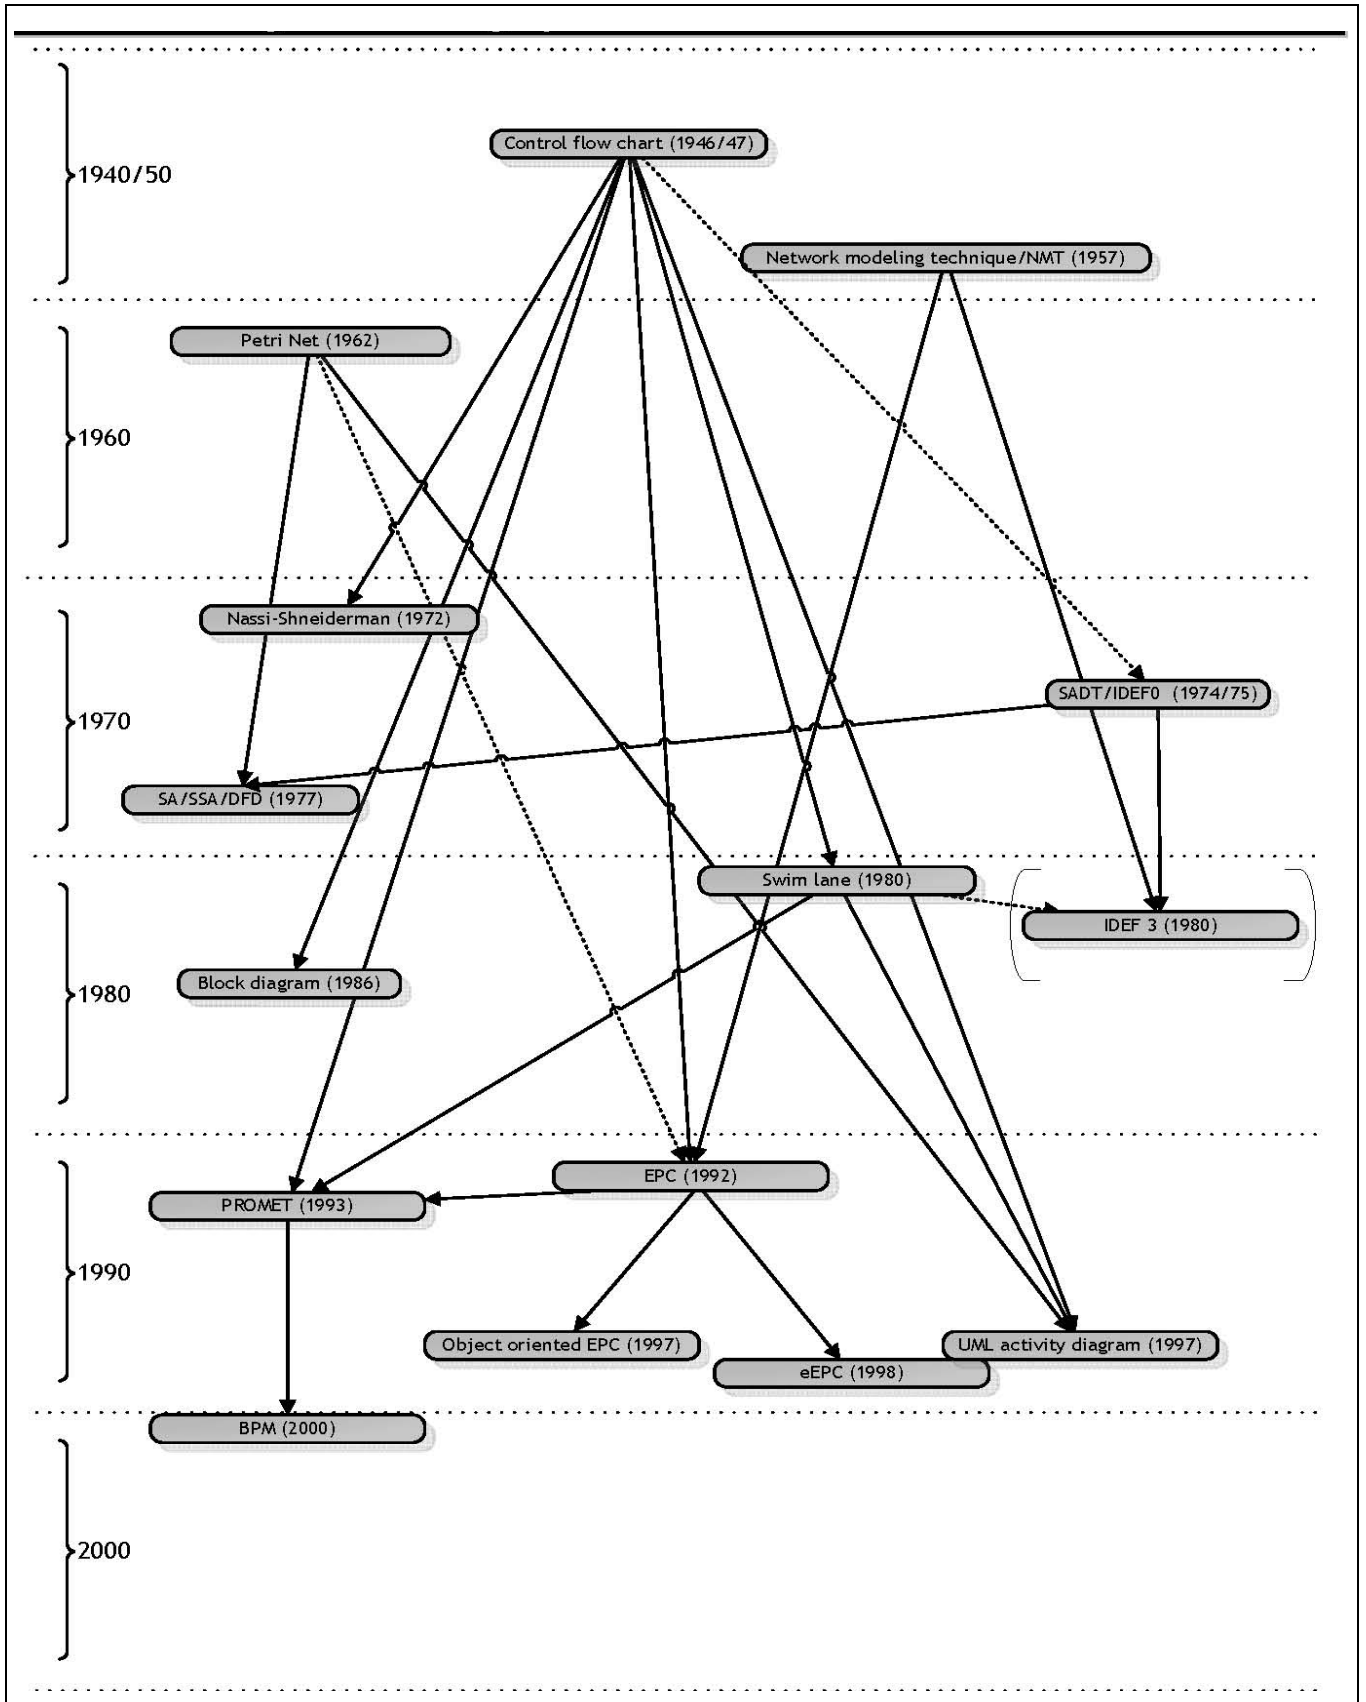 Control flow chart (1946/47)
1940/50
Network modeling technique/NMT (1957)
Petri Net (1962)
1960
Nassi-Shneiderman (1972)
SADT/IDEF0 (1974/75)
1970
SA/SSA/DFD (1977)
Swim lane (1980)
IDEF 3 (1980)
Block diagram (1986)
1980
EPC (1992)
PROMET (1993)
1990
Object oriented EPC (1997)
UML activity diagram (1997)
eEPC (1998)
BPM (2000)
2000